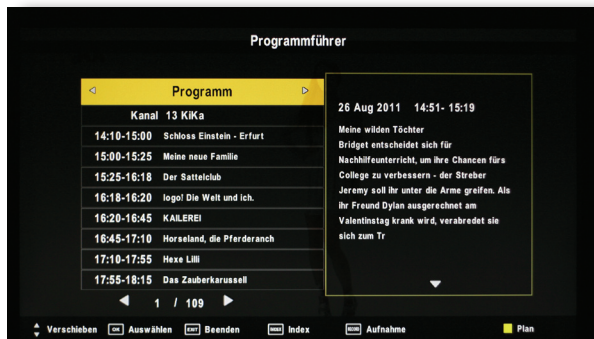 Programmführer
Programm
Kanal 13 KiKa
14:10-15:00 Schloss Einstein - Erfurt
15:00-15:25 Meine neue Familie
15:25-16:18 Der Sattelclub
16:18-16:20 logo! Die Welt und ich.
16:20-16:45 KAILEREI
16:45-17:10 Horseland, die Pferderanch
17:10-17:55 Hexe Lilli
17:55-18:15 Das Zauberkarussell
1 / 109
26 Aug 2011 14:51- 15:19
Meine wilden Töchter
Bridget entscheidet sich für
Nachhilfeunterricht, um ihre Chancen fürs
College zu verbessern - der Streber
Jeremy soll ihr unter die Arme greifen. Als
ihr Freund Dylan ausgerechnet am
Valentinstag krank wird, verabredet sie
sich zum Tr
Verschieben OK Auswählen EXIT Beenden INDEX Index RECORD Aufnahme Plan